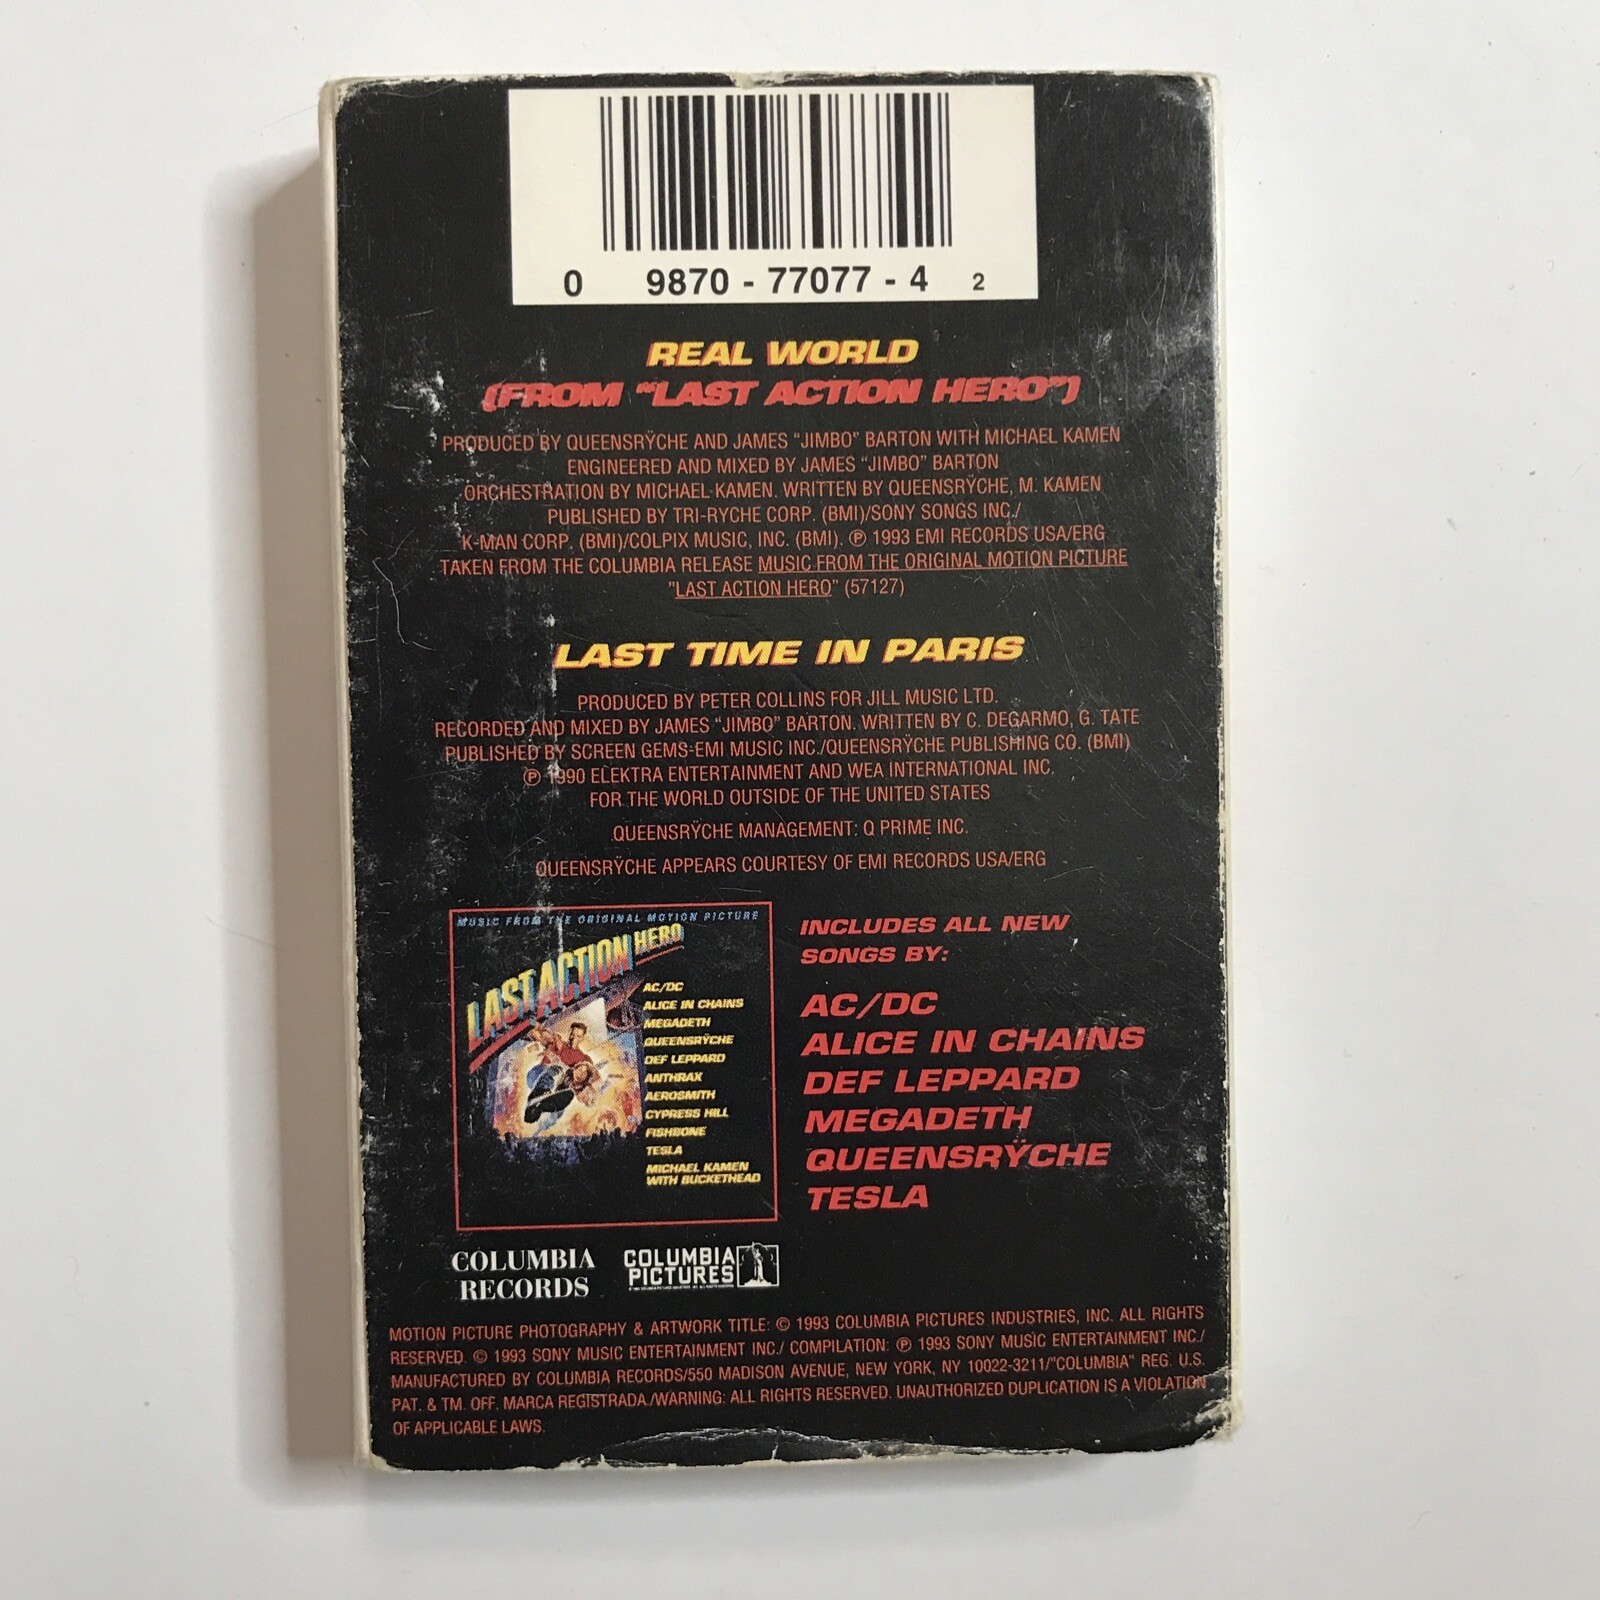 0 9870 - 77077 - 4 2
REAL WORLD
(FROM "LAST ACTION HERO")
PRODUCED BY QUEENSRŸCHE AND JAMES "JIMBO" BARTON WITH MICHAEL KAMEN
ENGINEERED AND MIXED BY JAMES "JIMBO" BARTON
ORCHESTRATION BY MICHAEL KAMEN. WRITTEN BY QUEENSRŸCHE, M. KAMEN
PUBLISHED BY TRI-RYCHE CORP. (BMI)/SONY SONGS INC./
K-MAN CORP. (BMI)/COLPIX MUSIC, INC. (BMI). ℗ 1993 EMI RECORDS USA/ERG
TAKEN FROM THE COLUMBIA RELEASE MUSIC FROM THE ORIGINAL MOTION PICTURE
"LAST ACTION HERO" (57127)
LAST TIME IN PARIS
PRODUCED BY PETER COLLINS FOR JILL MUSIC LTD.
RECORDED AND MIXED BY JAMES "JIMBO" BARTON. WRITTEN BY C. DEGARMO, G. TATE
PUBLISHED BY SCREEN GEMS-EMI MUSIC INC./QUEENSRŸCHE PUBLISHING CO. (BMI)
℗ 1990 ELEKTRA ENTERTAINMENT AND WEA INTERNATIONAL INC.
FOR THE WORLD OUTSIDE OF THE UNITED STATES
QUEENSRŸCHE MANAGEMENT: Q PRIME INC.
QUEENSRŸCHE APPEARS COURTESY OF EMI RECORDS USA/ERG
MUSIC FROM THE ORIGINAL MOTION PICTURE
LAST ACTION HERO
AC/DC
ALICE IN CHAINS
MEGADETH
QUEENSRŸCHE
DEF LEPPARD
ANTHRAX
AEROSMITH
CYPRESS HILL
FISHBONE
TESLA
MICHAEL KAMEN
WITH BUCKETHEAD
INCLUDES ALL NEW
SONGS BY:
AC/DC
ALICE IN CHAINS
DEF LEPPARD
MEGADETH
QUEENSRŸCHE
TESLA
COLUMBIA
RECORDS
COLUMBIA
PICTURES
MOTION PICTURE PHOTOGRAPHY & ARTWORK TITLE: © 1993 COLUMBIA PICTURES INDUSTRIES, INC. ALL RIGHTS
RESERVED. © 1993 SONY MUSIC ENTERTAINMENT INC./ COMPILATION: ℗ 1993 SONY MUSIC ENTERTAINMENT INC./
MANUFACTURED BY COLUMBIA RECORDS/550 MADISON AVENUE, NEW YORK, NY 10022-3211/"COLUMBIA" REG. U.S.
PAT. & TM. OFF. MARCA REGISTRADA./WARNING: ALL RIGHTS RESERVED. UNAUTHORIZED DUPLICATION IS A VIOLATION
OF APPLICABLE LAWS.